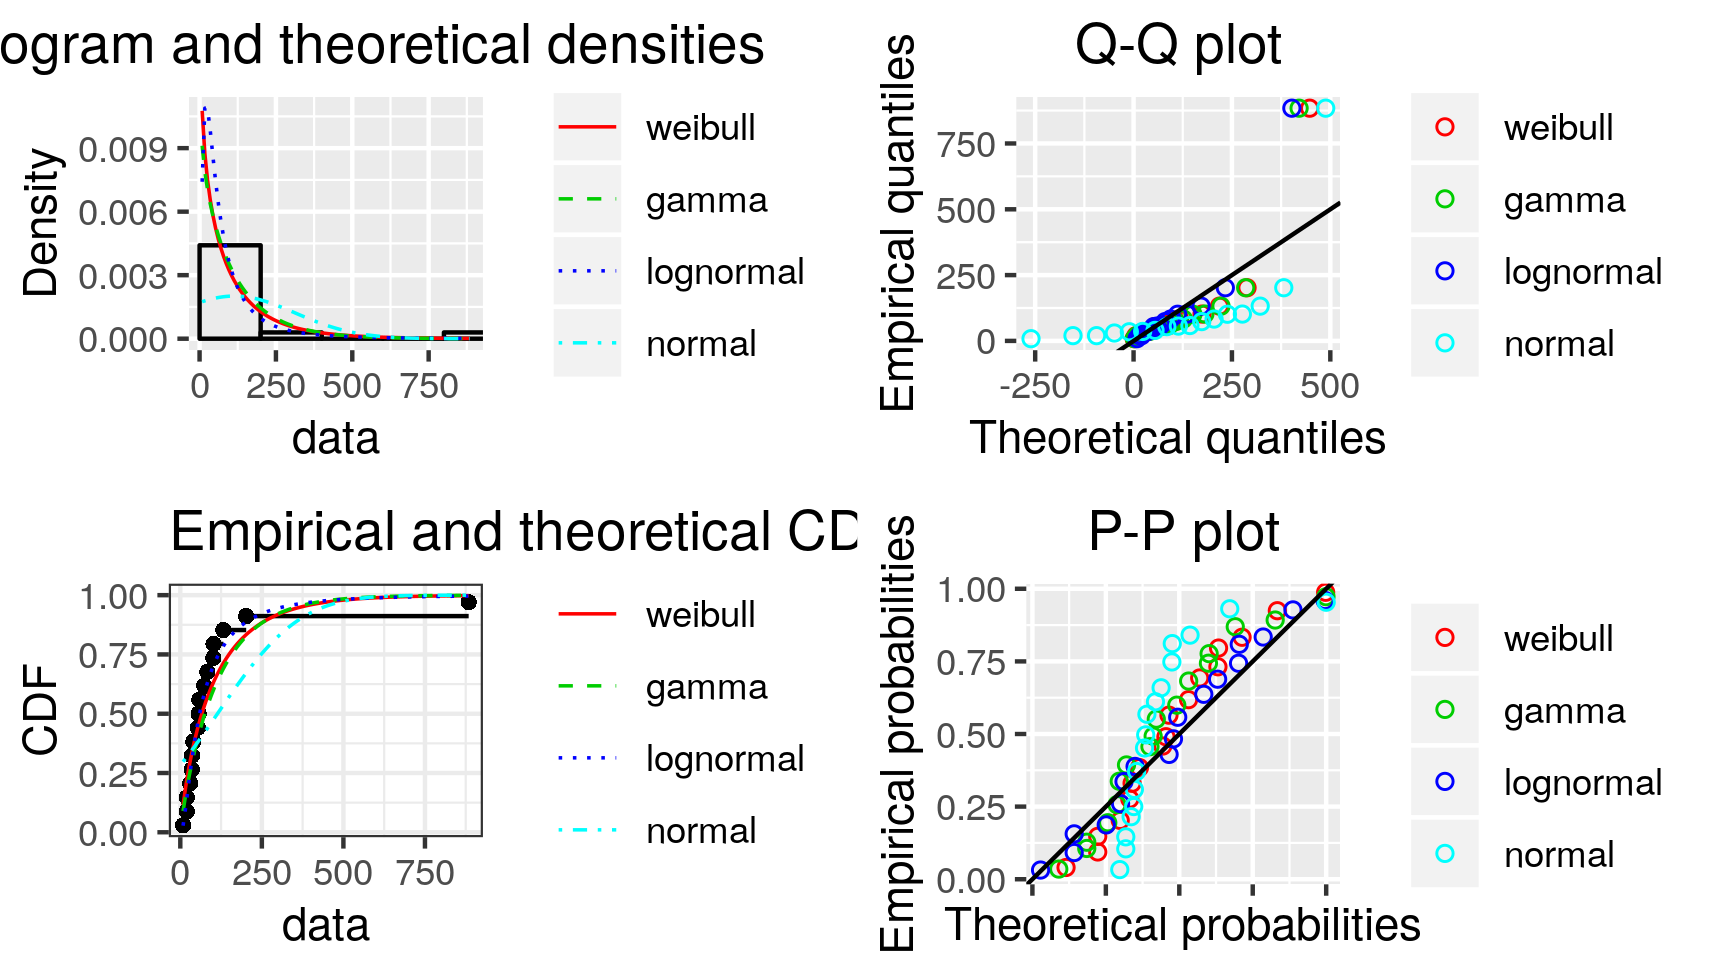 ogram and theoretical densities
Density
0.009
0.006
0.003
0.000
0 250 500 750
data
weibull
gamma
lognormal
normal
Q-Q plot
Empirical quantiles
750
500
250
0
-250 0 250 500
Theoretical quantiles
weibull
gamma
lognormal
normal
Empirical and theoretical CD
CDF
1.00
0.75
0.50
0.25
0.00
0 250 500 750
data
weibull
gamma
lognormal
normal
P-P plot
Empirical probabilities
1.00
0.75
0.50
0.25
0.00
Theoretical probabilities
weibull
gamma
lognormal
normal